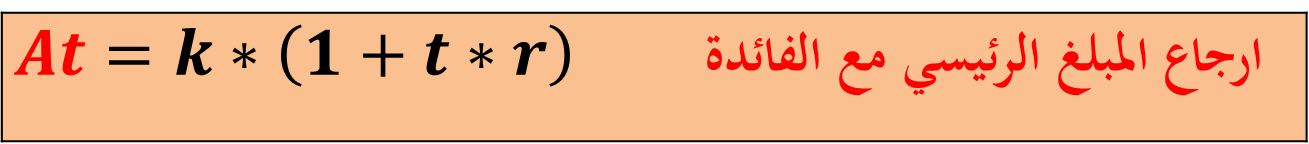 At = k ∗ (1 + t ∗ r) ارجاع المبلغ الرئيسي مع الفائدة